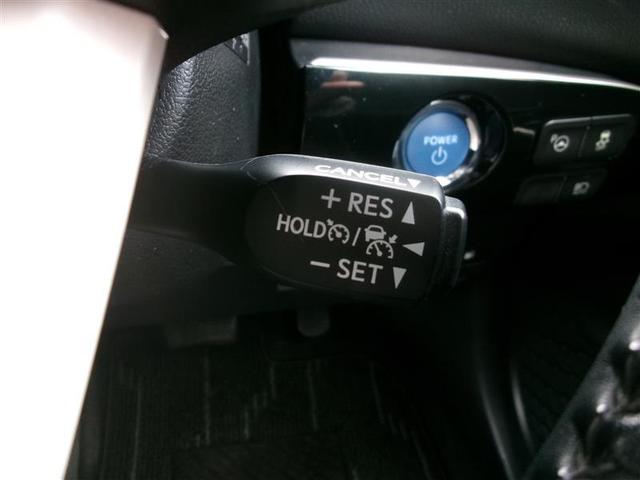 POWER
CANCEL▼
+ RES ▲
HOLD / ◄
− SET ▼